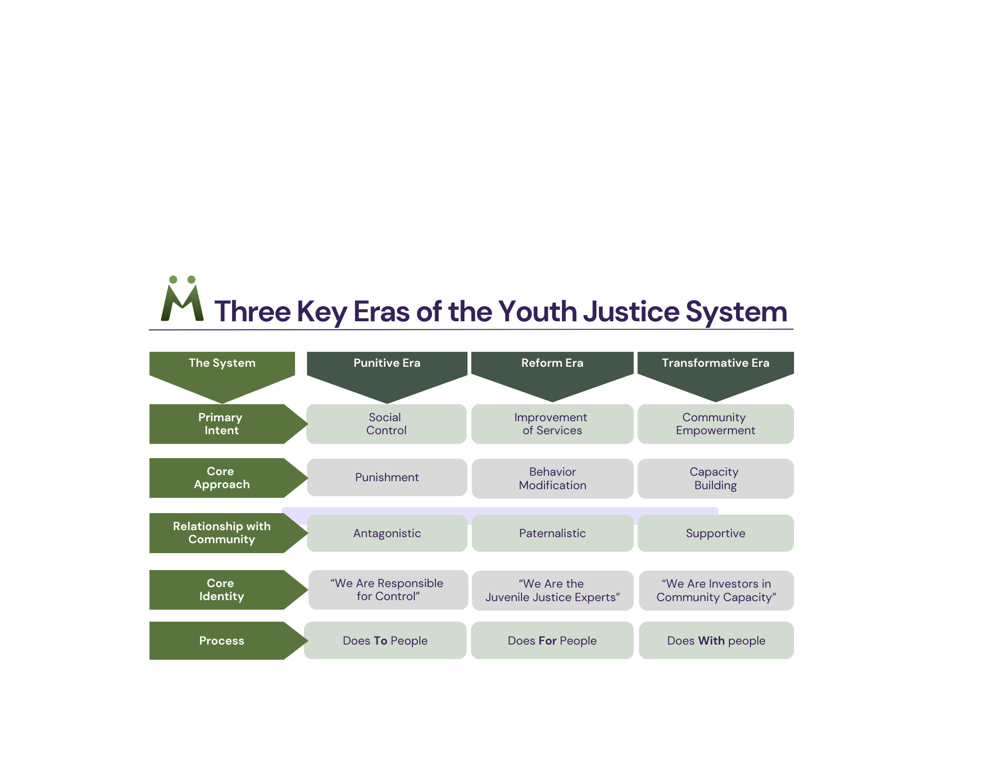 Three Key Eras of the Youth Justice System
The System
Punitive Era
Reform Era
Transformative Era
Primary
Intent
Social
Control
Improvement
of Services
Community
Empowerment
Core
Approach
Punishment
Behavior
Modification
Capacity
Building
Relationship with
Community
Antagonistic
Paternalistic
Supportive
Core
Identity
“We Are Responsible
for Control”
“We Are the
Juvenile Justice Experts”
“We Are Investors in
Community Capacity”
Process
Does To People
Does For People
Does With people